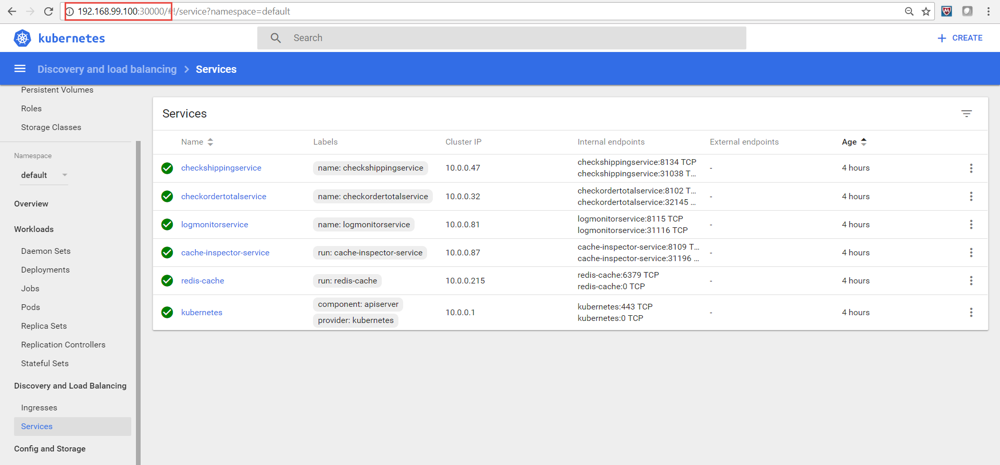 192.168.99.100:30000/#!/service?namespace=default
kubernetes
Search
+ CREATE
Discovery and load balancing > Services
Persistent Volumes
Roles
Storage Classes
Namespace
default
Overview
Workloads
Daemon Sets
Deployments
Jobs
Pods
Replica Sets
Replication Controllers
Stateful Sets
Discovery and Load Balancing
Ingresses
Services
Config and Storage
Services
Name Labels Cluster IP Internal endpoints External endpoints Age
checkshippingservice name: checkshippingservice 10.0.0.47 checkshippingservice:8134 TCP - 4 hours
checkshippingservice:31038 T...
checkordertotalservice name: checkordertotalservice 10.0.0.32 checkordertotalservice:8102 T... - 4 hours
checkordertotalservice:32145 ...
logmonitorservice name: logmonitorservice 10.0.0.81 logmonitorservice:8115 TCP - 4 hours
logmonitorservice:31116 TCP
cache-inspector-service run: cache-inspector-service 10.0.0.87 cache-inspector-service:8109 T... - 4 hours
cache-inspector-service:31196 ...
redis-cache run: redis-cache 10.0.0.215 redis-cache:6379 TCP - 4 hours
redis-cache:0 TCP
kubernetes component: apiserver 10.0.0.1 kubernetes:443 TCP - 4 hours
provider: kubernetes kubernetes:0 TCP